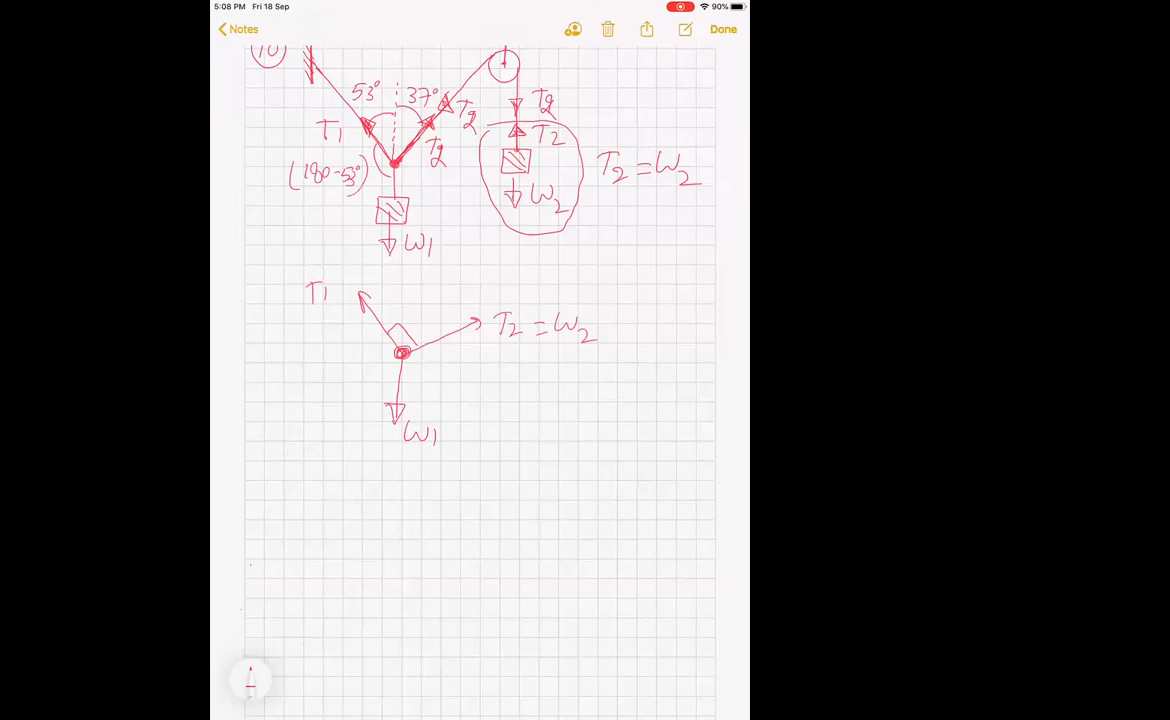 5:08 PM Fri 18 Sep 90%
Notes Done
10
53° 37°
T2 T2
T1 T2 T2
(180-53°) T2 = W2
W2
W1
T1
T2 = W2
W1